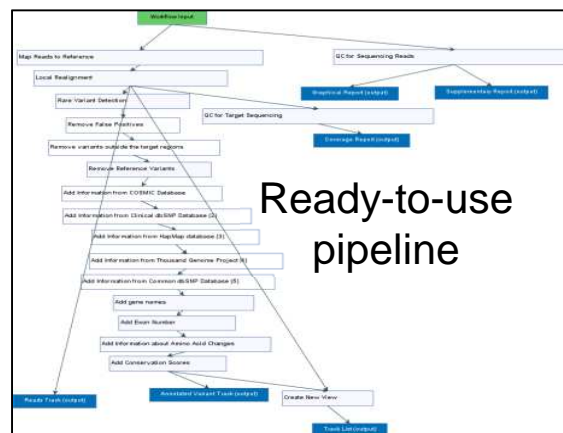 Workflow Input
Map Reads to Reference
QC for Sequencing Reads
Local Realignment
Graphical Report (output)
Supplementary Report (output)
Rare Variant Detection
QC for Target Sequencing
Remove False Positives
Coverage Report (output)
Remove variants outside the target regions
Remove Reference Variants
Add Information from COSMIC Database
Add Information from Clinical dbSNP Database (2)
Add Information from HapMap database (3)
Add Information from Thousand Genome Project (4)
Add Information from Common dbSNP Database (5)
Add gene names
Add Exon Number
Add Information about Amino Acid Changes
Add Conservation Scores
Reads Track (output)
Annotated Variant Track (output)
Create New View
Track List (output)
Ready-to-use
pipeline